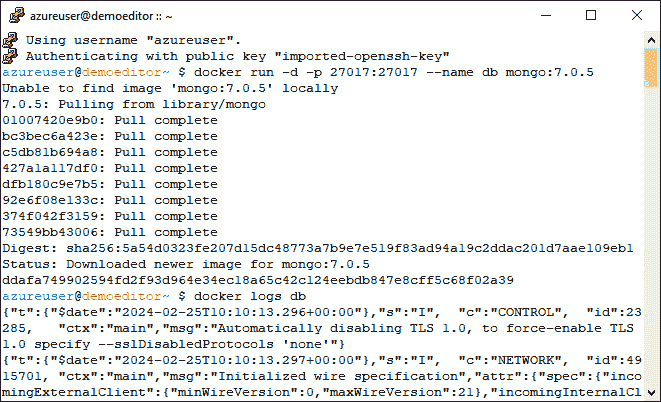 azureuser@demoeditor :: ~
Using username "azureuser".
Authenticating with public key "imported-openssh-key"
azureuser@demoeditor~ $ docker run -d -p 27017:27017 --name db mongo:7.0.5
Unable to find image 'mongo:7.0.5' locally
7.0.5: Pulling from library/mongo
01007420e9b0: Pull complete
bc3bec6a423e: Pull complete
c5db81b694a8: Pull complete
427a1a117df0: Pull complete
dfb180c9e7b5: Pull complete
92e6f08e133c: Pull complete
374f042f3159: Pull complete
73549bb43006: Pull complete
Digest: sha256:5a54d0323fe207d15dc48773a7b9e7e519f83ad94a19c2ddac201d7aae109eb1
Status: Downloaded newer image for mongo:7.0.5
ddafa749902594fd2f93d964e34ec18a65c42c124eebdb847e8cff5c68f02a39
azureuser@demoeditor~ $ docker logs db
{"t":{"$date":"2024-02-25T10:10:13.296+00:00"},"s":"I",  "c":"CONTROL",  "id":23
285,   "ctx":"main","msg":"Automatically disabling TLS 1.0, to force-enable TLS
1.0 specify --sslDisabledProtocols 'none'"}
{"t":{"$date":"2024-02-25T10:10:13.297+00:00"},"s":"I",  "c":"NETWORK",  "id":49
15701, "ctx":"main","msg":"Initialized wire specification","attr":{"spec":{"inco
mingExternalClient":{"minWireVersion":0,"maxWireVersion":21},"incomingInternalCl